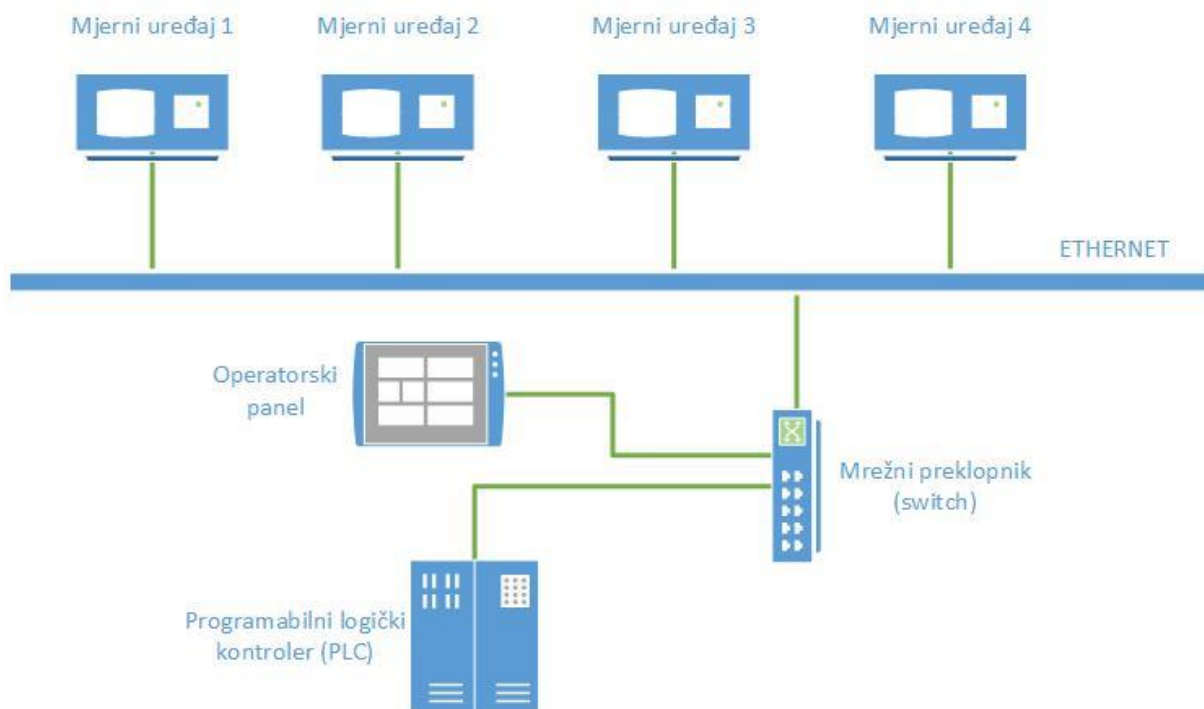 Mjerni uređaj 1
Mjerni uređaj 2
Mjerni uređaj 3
Mjerni uređaj 4
ETHERNET
Operatorski
panel
Mrežni preklopnik
(switch)
Programabilni logički
kontroler (PLC)